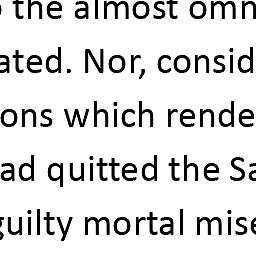 the almost omn
ated. Nor, consid
ons which rende
ad quitted the Sa
guilty mortal mise